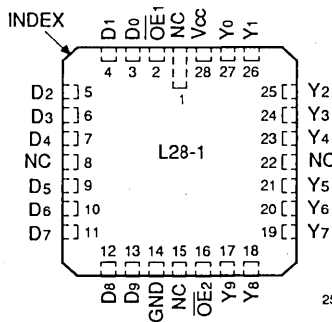 INDEX
D1 D0 OE1 NC Vcc Y0 Y1
4 3 2 28 27 26
1
D2 5 25 Y2
D3 6 24 Y3
D4 7 23 Y4
NC 8 L28-1 22 NC
D5 9 21 Y5
D6 10 20 Y6
D7 11 19 Y7
12 13 14 15 16 17 18
D8 D9 GND NC OE2 Y9 Y8
25